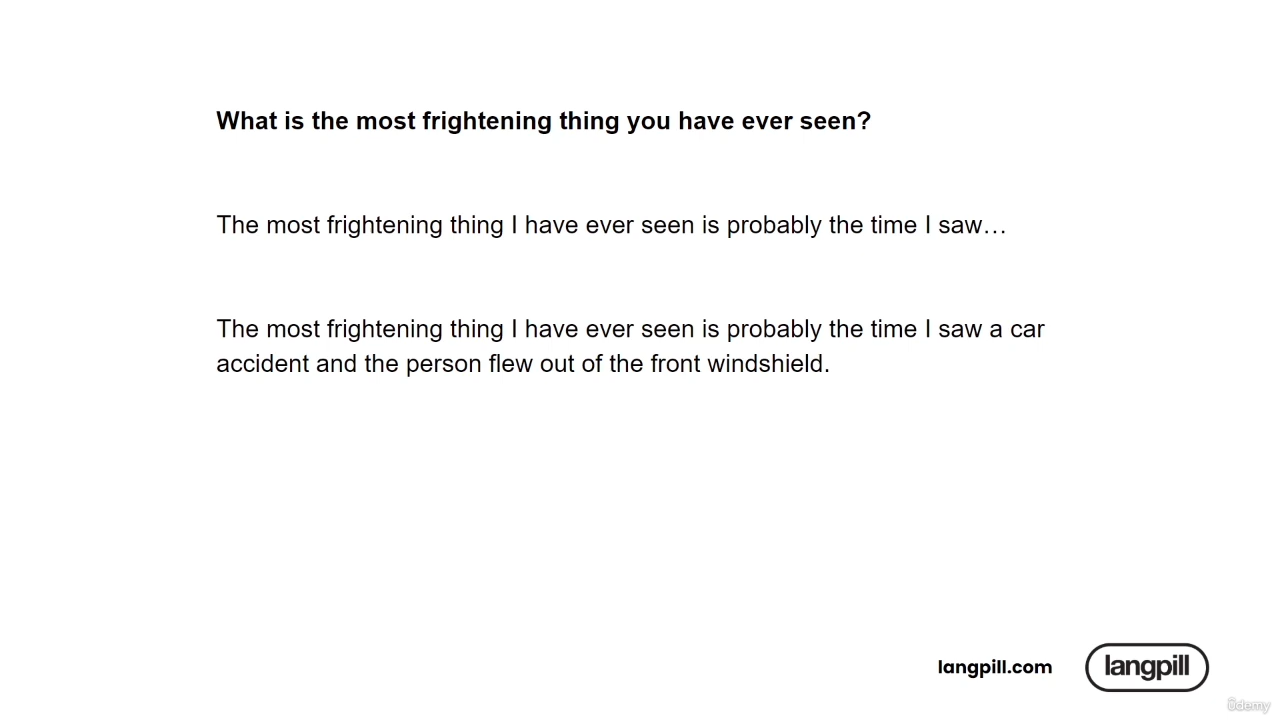 What is the most frightening thing you have ever seen?
The most frightening thing I have ever seen is probably the time I saw…
The most frightening thing I have ever seen is probably the time I saw a car
accident and the person flew out of the front windshield.
langpill.com
langpill
ûdemy